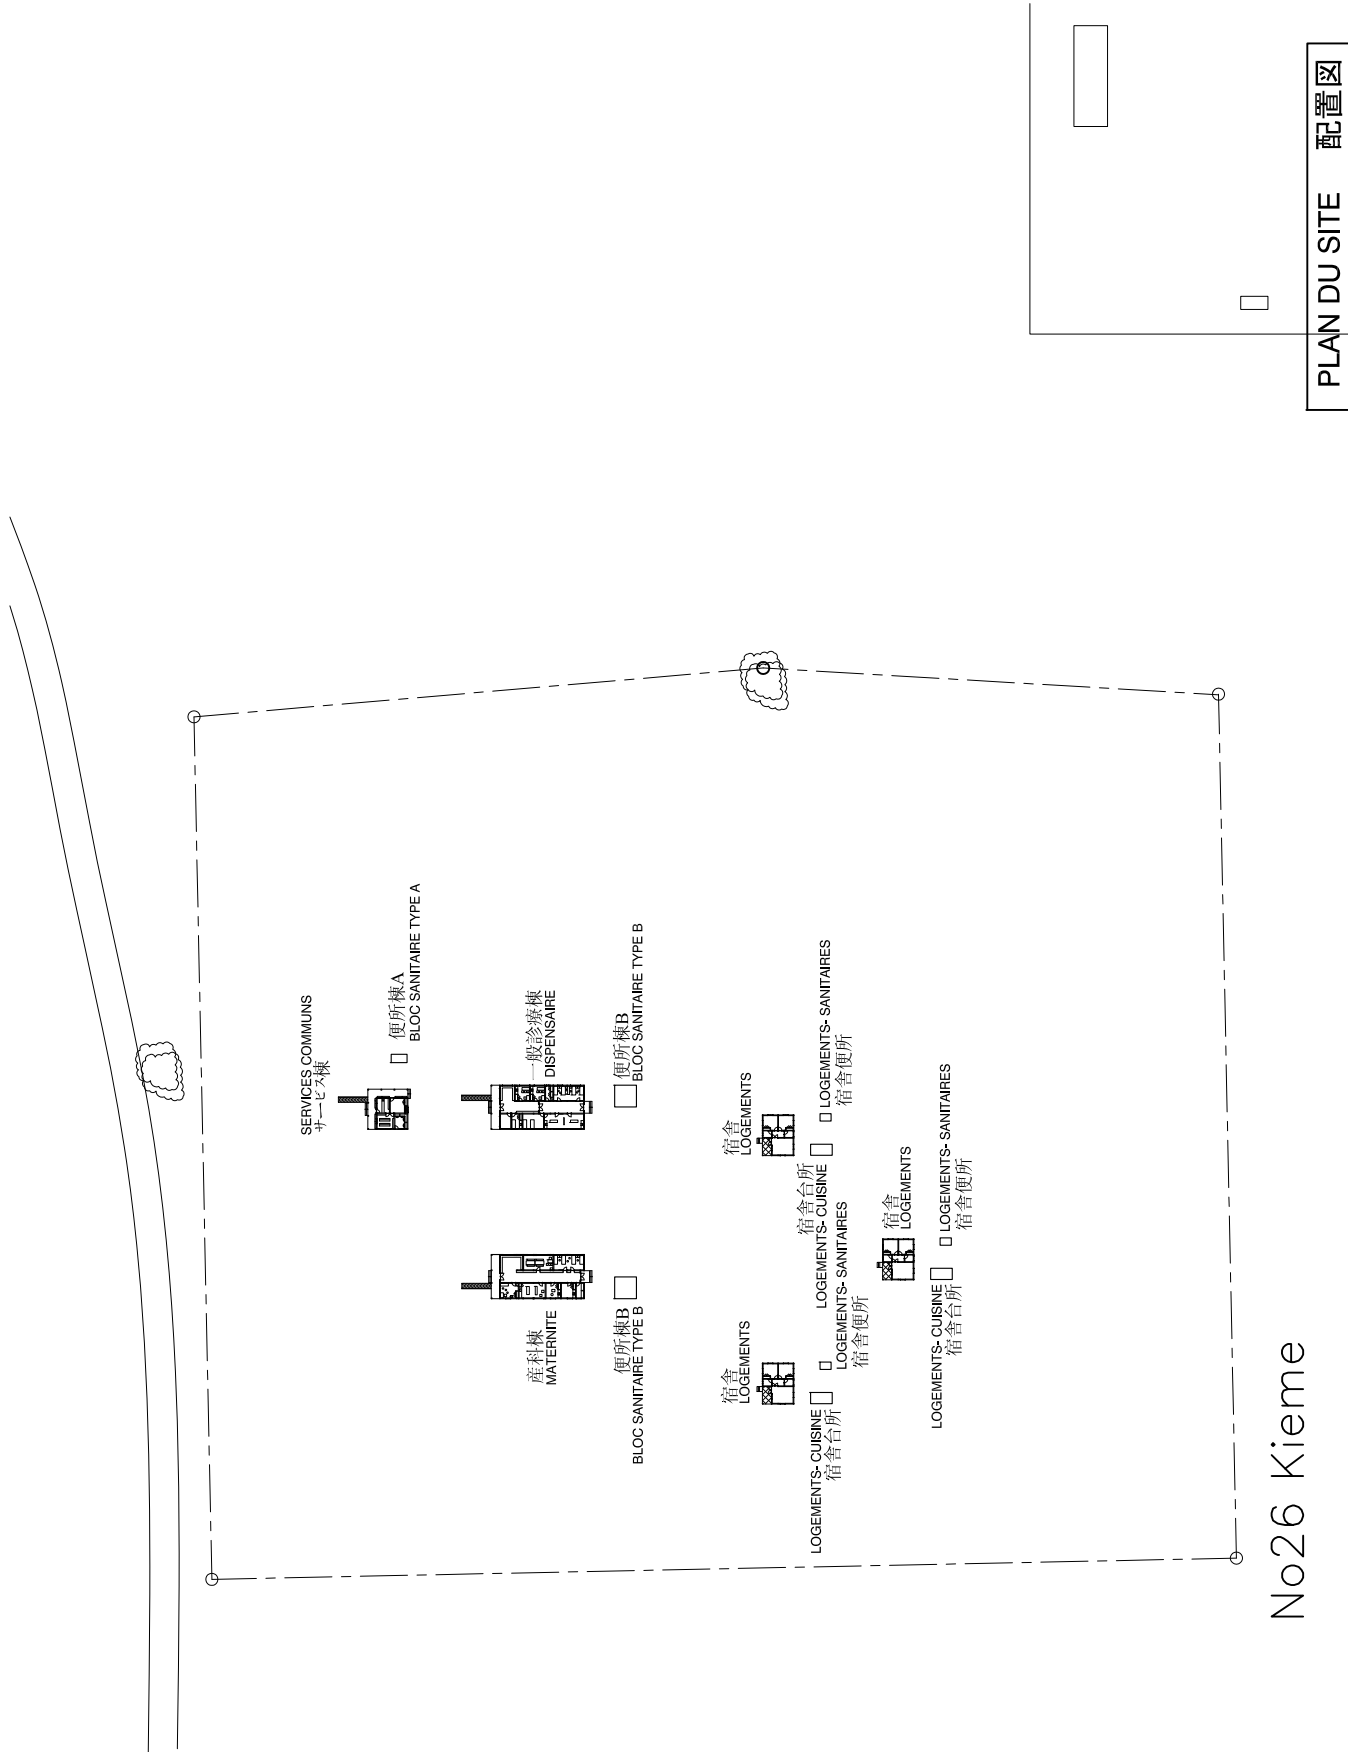 SERVICES COMMUNS
サービス棟
便所棟A
BLOC SANITAIRE TYPE A
一般診療棟
DISPENSAIRE
便所棟B
BLOC SANITAIRE TYPE B
産科棟
MATERNITE
便所棟B
BLOC SANITAIRE TYPE B
宿舎
LOGEMENTS
LOGEMENTS- SANITAIRES
宿舎便所
宿舎台所
LOGEMENTS- CUISINE
宿舎
LOGEMENTS
LOGEMENTS- SANITAIRES
宿舎便所
LOGEMENTS- CUISINE
宿舎台所
宿舎
LOGEMENTS
LOGEMENTS- SANITAIRES
宿舎便所
LOGEMENTS- CUISINE
宿舎台所
No26 Kieme
PLAN DU SITE 配置図